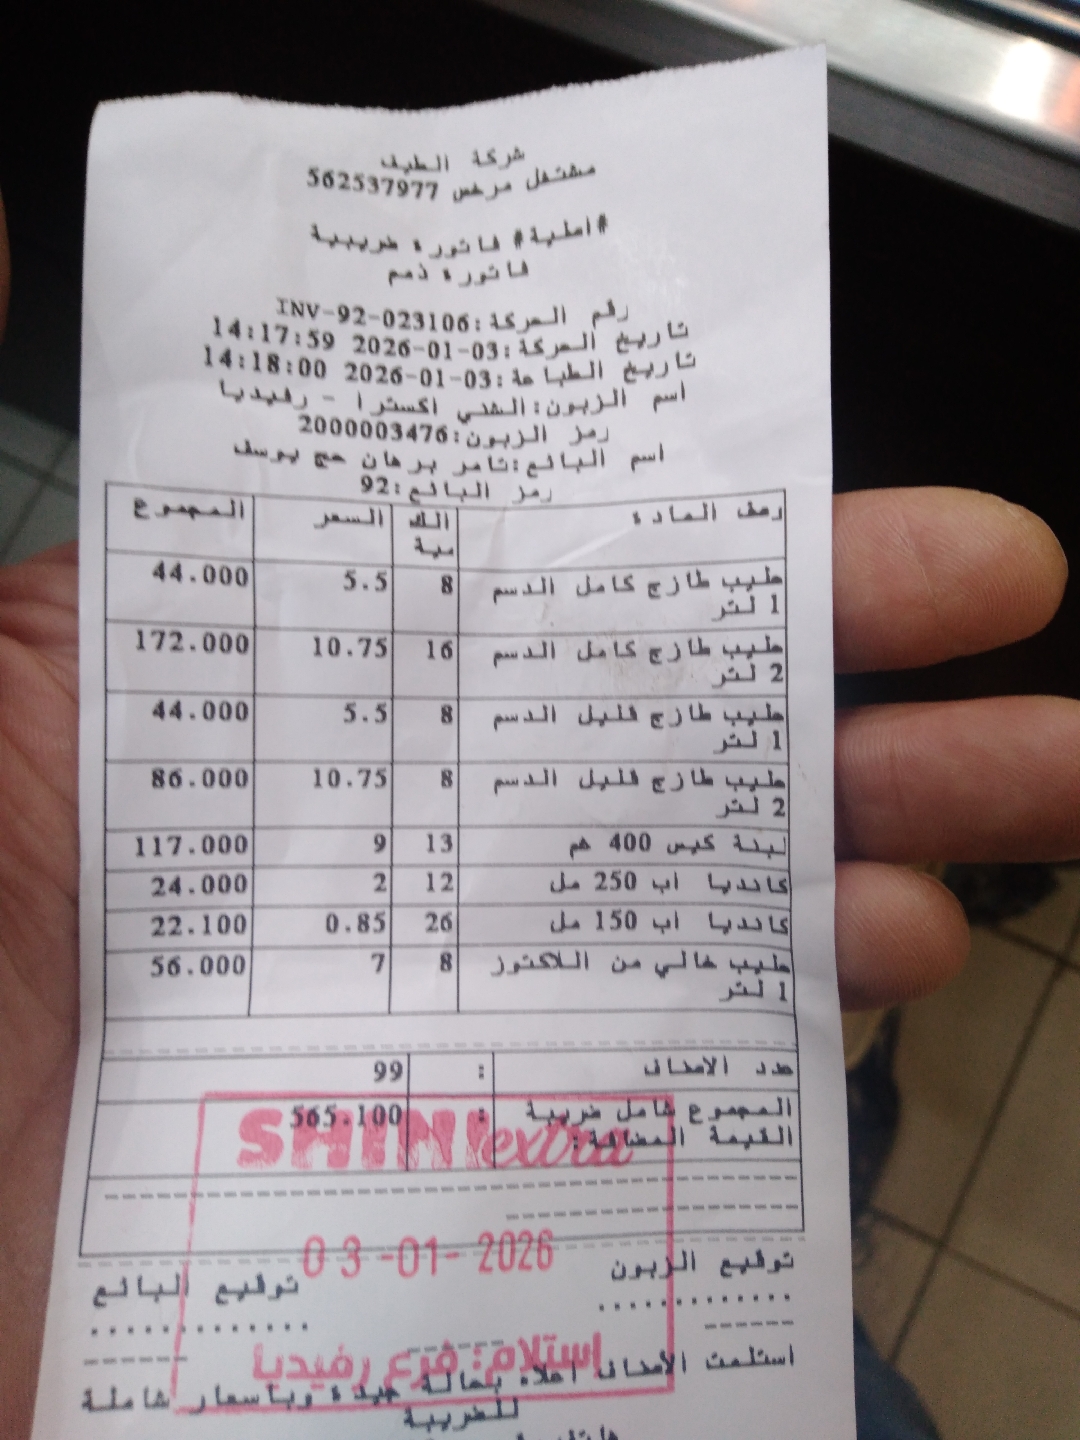 شركة الطيف
مشتغل مرخص 562537977
#أصلية# فاتورة ضريبية
فاتورة ذمم
رقم الحركة:INV-92-023106
تاريخ الحركة:03-01-2026 14:17:59
تاريخ الطباعة:03-01-2026 14:18:00
اسم الزبون:الشني اكسترا - رفيديا
رمز الزبون:2000003476
اسم البائع:تامر برهان حج يوسف
رمز البائع:92
وصف المادة الكمية السعر المجموع
حليب طازج كامل الدسم 8 5.5 44.000
1 لتر
حليب طازج كامل الدسم 16 10.75 172.000
2 لتر
حليب طازج قليل الدسم 8 5.5 44.000
1 لتر
حليب طازج قليل الدسم 8 10.75 86.000
2 لتر
لبنة كيس 400 غم 13 9 117.000
كانديا اب 250 مل 12 2 24.000
كانديا اب 150 مل 26 0.85 22.100
حليب خالي من اللاكتوز 8 7 56.000
1 لتر
عدد الأصناف : 99
المجموع شامل ضريبة : 565.100
القيمة المضافة:
SHINI extra
03-01-2026
توقيع الزبون توقيع البائع
استلام: فرع رفيديا
استلمت الأصناف اعلاه بحالة جيدة وبأسعار شاملة
للضريبة